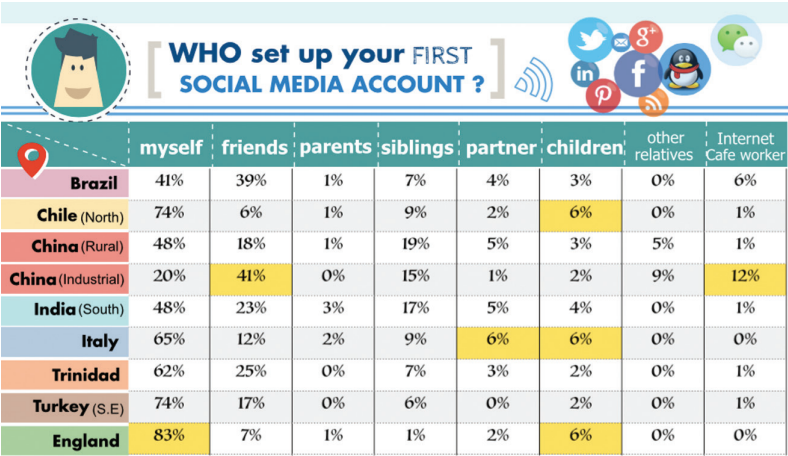 WHO set up your FIRST
SOCIAL MEDIA ACCOUNT ?
g+
in
f
myself friends parents siblings partner children other relatives Internet Cafe worker
Brazil 41% 39% 1% 7% 4% 3% 0% 6%
Chile (North) 74% 6% 1% 9% 2% 6% 0% 1%
China (Rural) 48% 18% 1% 19% 5% 3% 5% 1%
China (Industrial) 20% 41% 0% 15% 1% 2% 9% 12%
India (South) 48% 23% 3% 17% 5% 4% 0% 1%
Italy 65% 12% 2% 9% 6% 6% 0% 0%
Trinidad 62% 25% 0% 7% 3% 2% 0% 1%
Turkey (S.E) 74% 17% 0% 6% 0% 2% 0% 1%
England 83% 7% 1% 1% 2% 6% 0% 0%